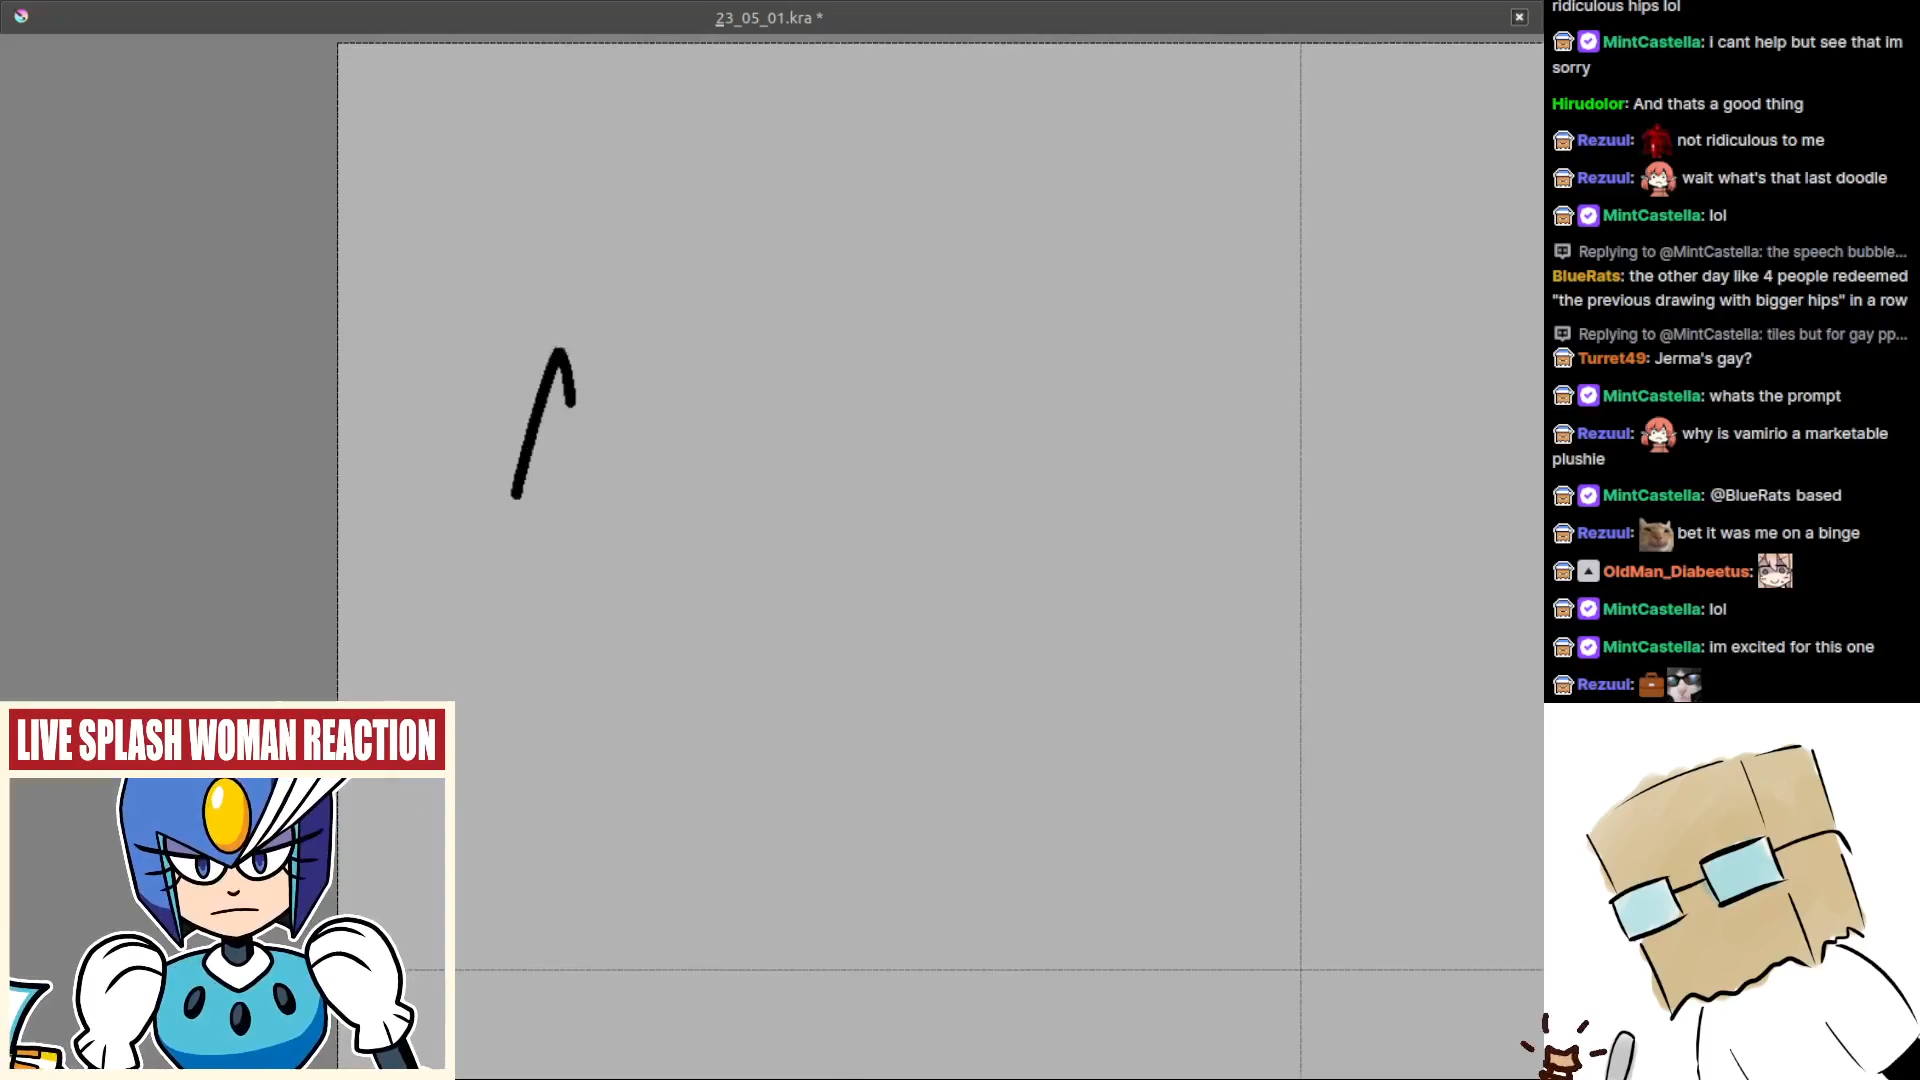 23_05_01.kra *
ridiculous hips lol
MintCastella: i cant help but see that im
sorry
Hirudolor: And thats a good thing
Rezuul: not ridiculous to me
Rezuul: wait what's that last doodle
MintCastella: lol
Replying to @MintCastella: the speech bubble...
BlueRats: the other day like 4 people redeemed
"the previous drawing with bigger hips" in a row
Replying to @MintCastella: tiles but for gay pp...
Turret49: Jerma's gay?
MintCastella: whats the prompt
Rezuul: why is vamirio a marketable
plushie
MintCastella: @BlueRats based
Rezuul: bet it was me on a binge
OldMan_Diabeetus:
MintCastella: lol
MintCastella: im excited for this one
Rezuul:
LIVE SPLASH WOMAN REACTION